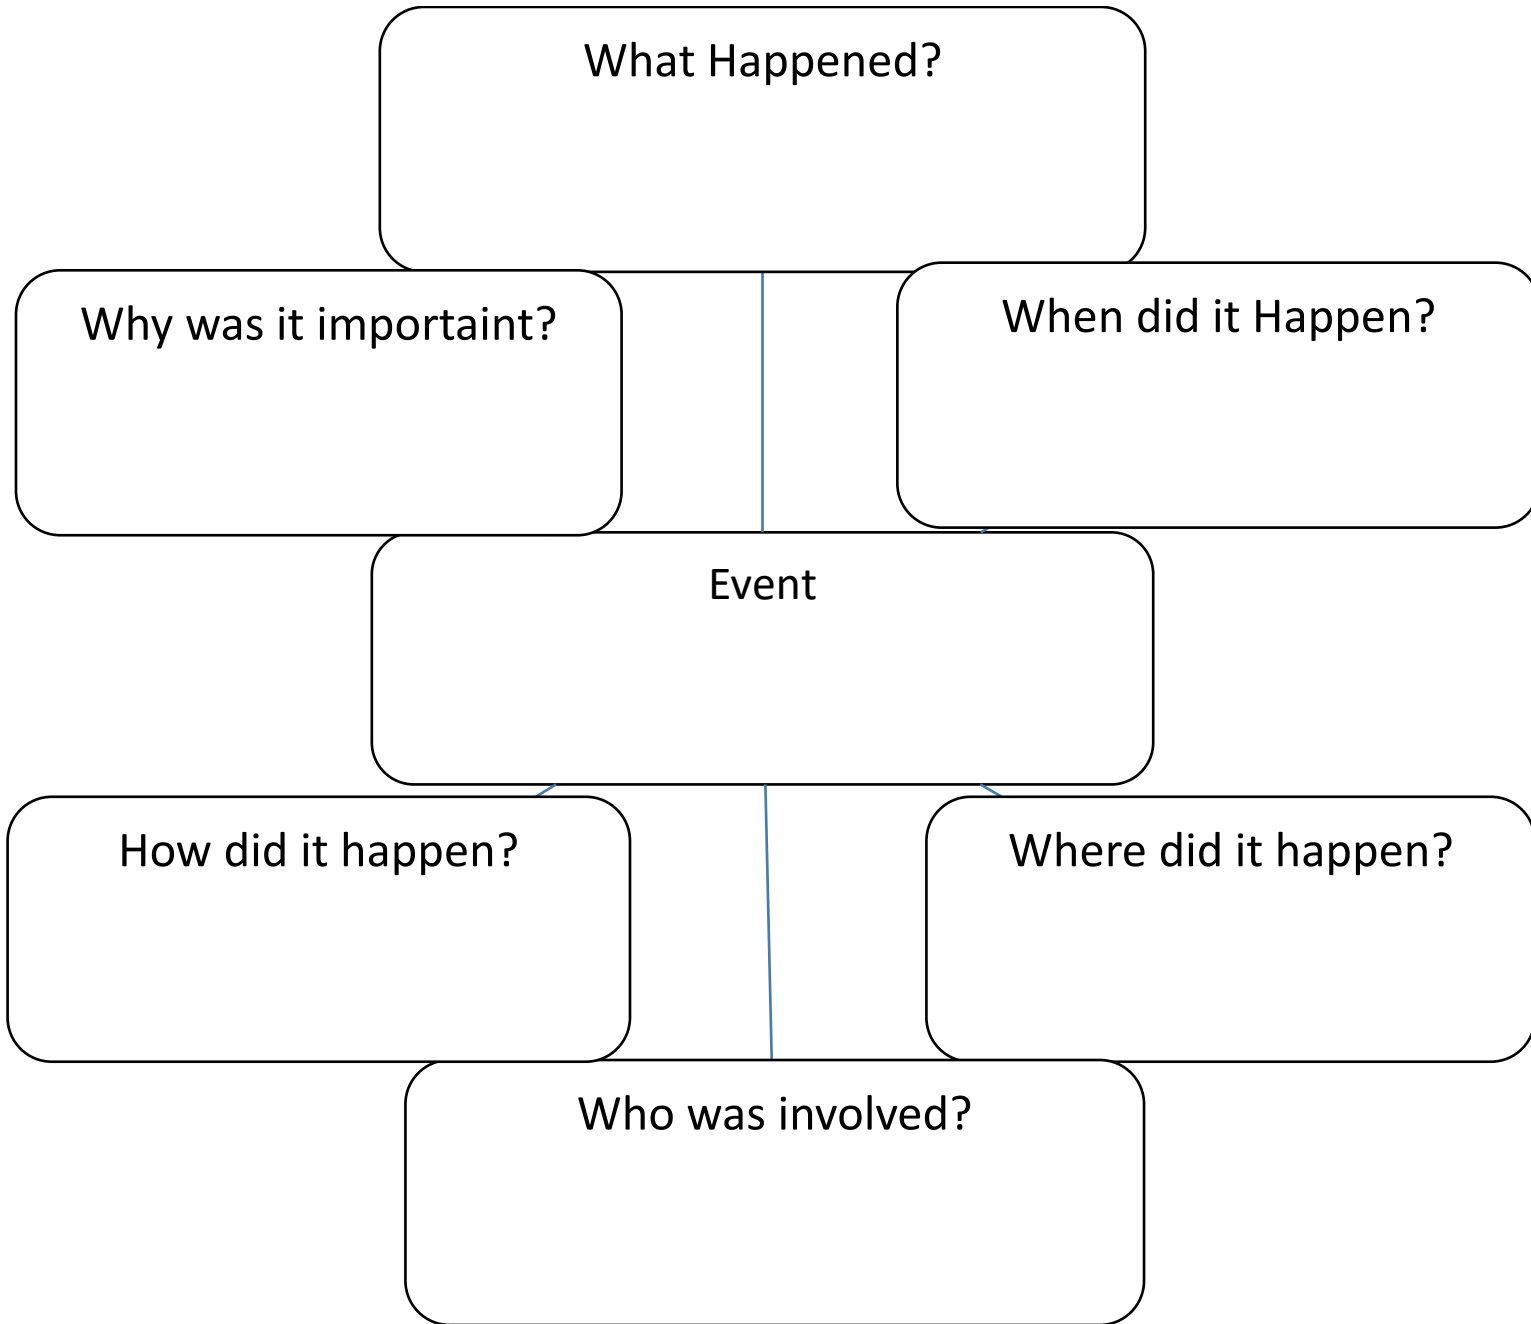 What Happened?
Why was it importaint?
When did it Happen?
Event
How did it happen?
Where did it happen?
Who was involved?